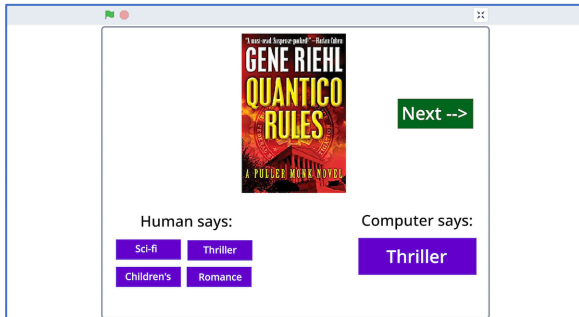 "A must-read. Suspense-packed!" —Harlan Coben
GENE RIEHL
QUANTICO
RULES
A PULLER MONK NOVEL
Next -->
Human says:
Computer says:
Sci-fi
Thriller
Thriller
Children's
Romance